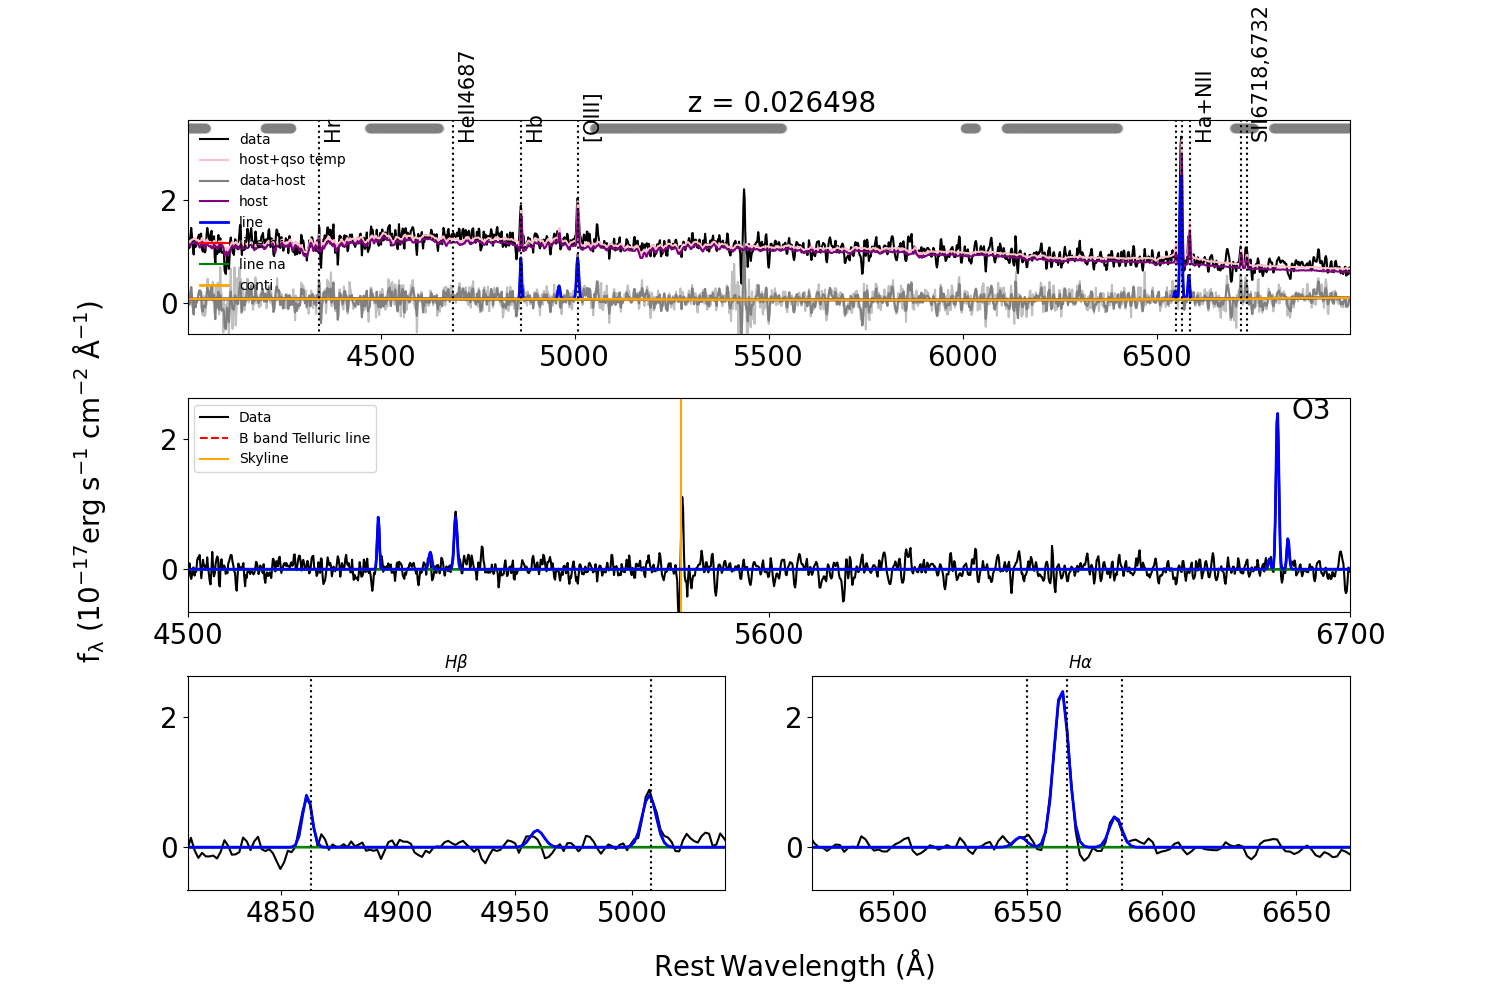 z = 0.026498
Hr
HeII4687
Hb
[OIII]
Ha+NII
SII6718,6732
data
host+qso temp
data-host
host
line
line na
conti
2
0
4500 5000 5500 6000 6500
fλ (10⁻¹⁷erg s⁻¹ cm⁻² Å⁻¹)
Data
B band Telluric line
Skyline
O3
2
0
4500 5600 6700
Hβ
2
0
4850 4900 4950 5000
Hα
2
0
6500 6550 6600 6650
Rest Wavelength (Å)